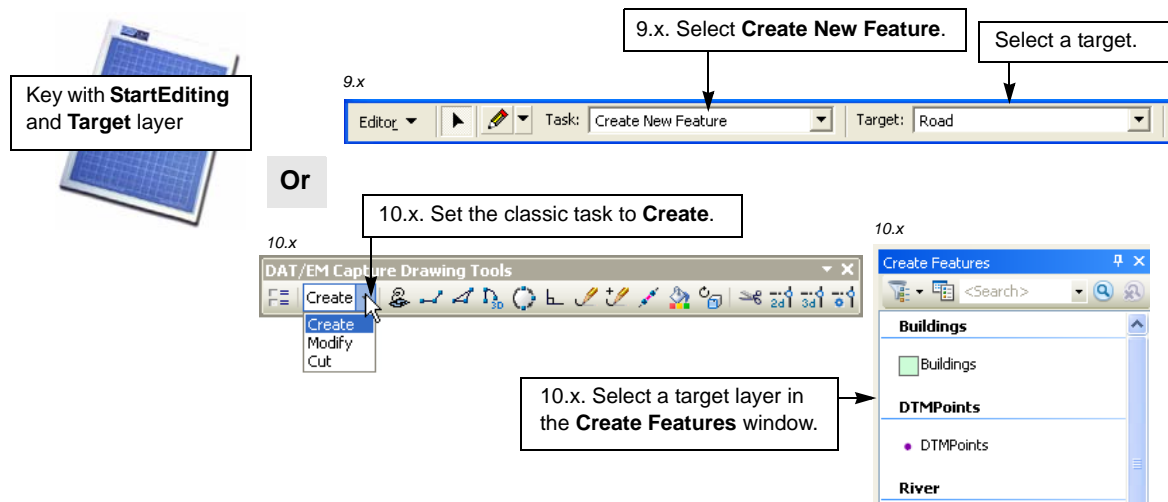 9.x. Select Create New Feature.
Select a target.
Key with StartEditing
and Target layer
9.x
Editor
Task:
Create New Feature
Target:
Road
Or
10.x. Set the classic task to Create.
10.x
DAT/EM Capture Drawing Tools
Create
3D
2d
3d
Create
Modify
Cut
10.x
Create Features
<Search>
Buildings
Buildings
DTMPoints
DTMPoints
River
10.x. Select a target layer in
the Create Features window.